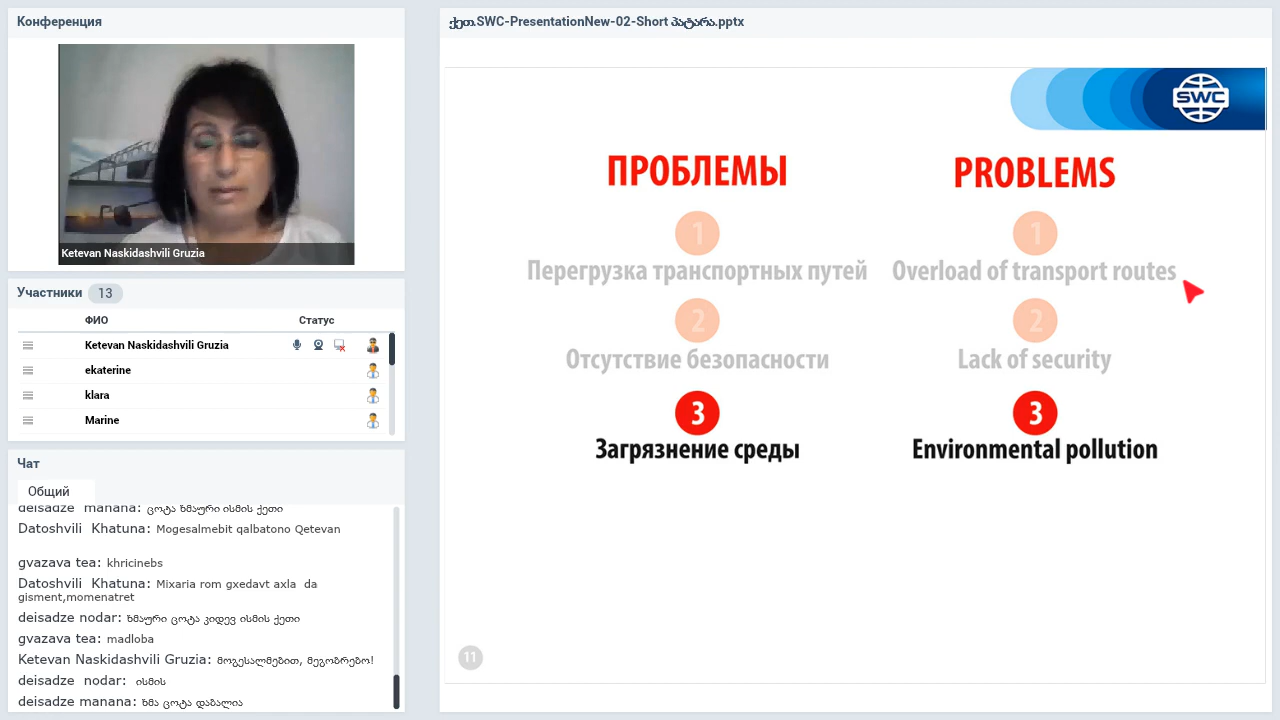 Конференция
Ketevan Naskidashvili Gruzia
Участники 13
ФИО Статус
Ketevan Naskidashvili Gruzia
ekaterine
klara
Marine
Чат
Общий
deisadze manana: ცოტა ხმაური ისმის ქეთი
Datoshvili Khatuna: Mogesalmebit qalbatono Qetevan
gvazava tea: khricinebs
Datoshvili Khatuna: Mixaria rom gxedavt axla da
gisment,momenatret
deisadze nodar: ხმაური ცოტა კიდევ ისმის ქეთი
gvazava tea: madloba
Ketevan Naskidashvili Gruzia: მოგესალმებით, მეგობრებო!
deisadze nodar: ისმის
deisadze manana: ხმა ცოტა დაბალია
ქეთ.SWC-PresentationNew-02-Short პატარა.pptx
SWC
ПРОБЛЕМЫ
1
Перегрузка транспортных путей
2
Отсутствие безопасности
3
Загрязнение среды
PROBLEMS
1
Overload of transport routes
2
Lack of security
3
Environmental pollution
11